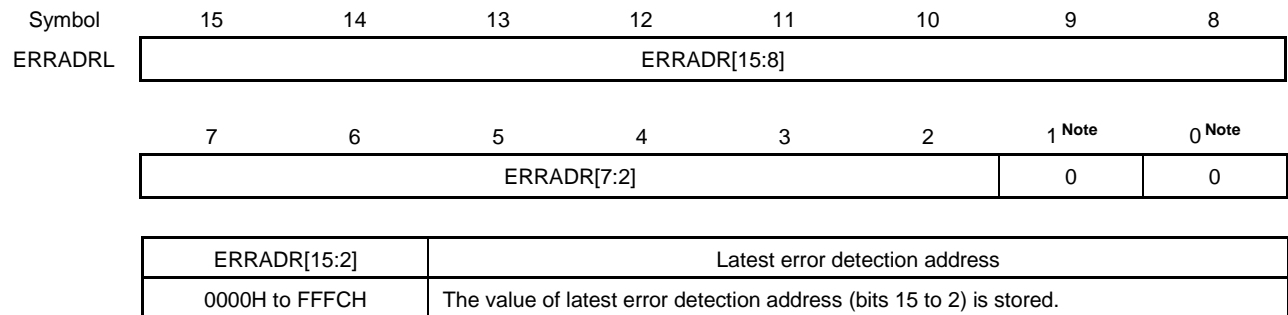 Symbol 15 14 13 12 11 10 9 8
ERRADRL ERRADR[15:8]
7 6 5 4 3 2 1 Note 0 Note
ERRADR[7:2] 0 0
ERRADR[15:2] Latest error detection address
0000H to FFFCH The value of latest error detection address (bits 15 to 2) is stored.